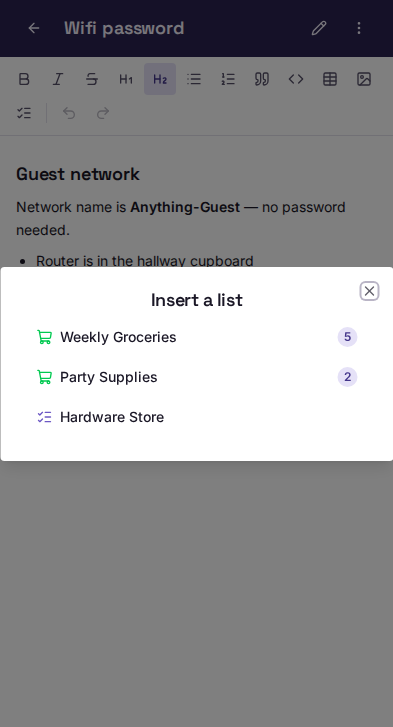 Wifi password
B I S H1 H2
Guest network
Network name is Anything-Guest — no password
needed.
Router is in the hallway cupboard
Insert a list
Weekly Groceries 5
Party Supplies 2
Hardware Store